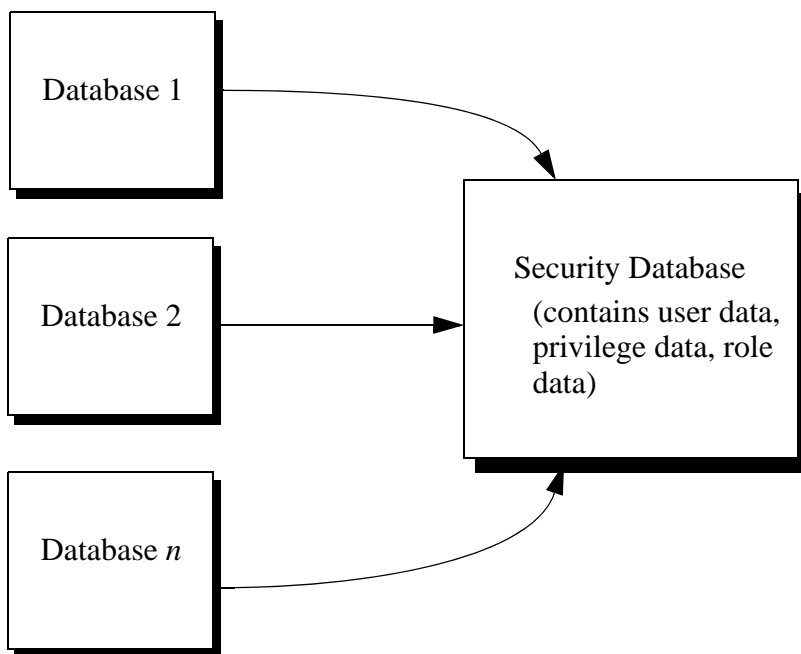 Database 1
Database 2
Database n
Security Database
(contains user data,
privilege data, role
data)